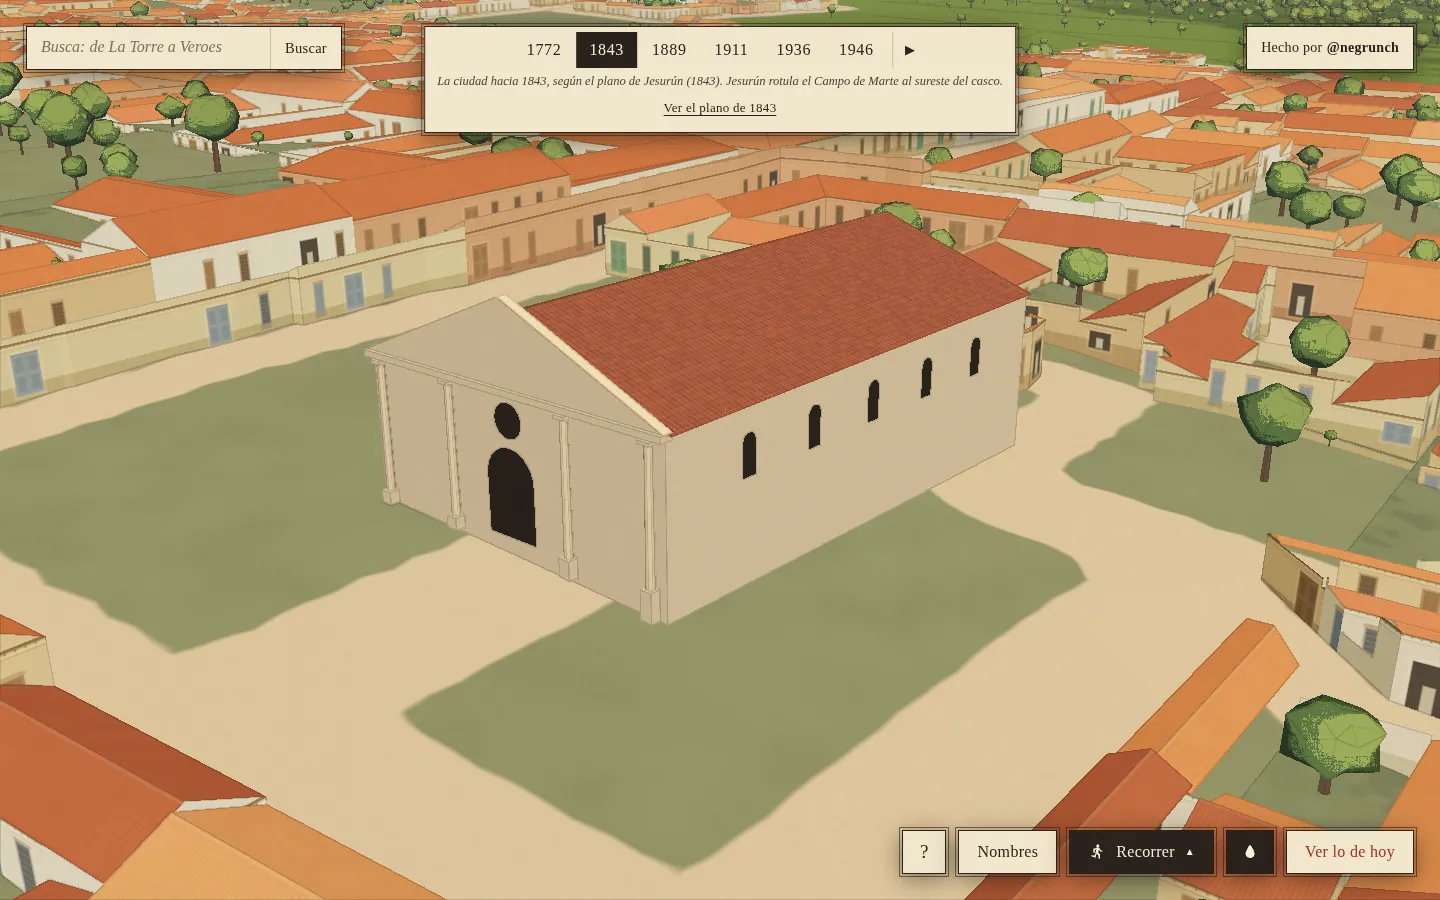 Busca: de La Torre a Veroes
Buscar
1772 1843 1889 1911 1936 1946 ▶
La ciudad hacia 1843, según el plano de Jesurún (1843). Jesurún rotula el Campo de Marte al sureste del casco.
Ver el plano de 1843
Hecho por @negrunch
? Nombres Recorrer ▲ Ver lo de hoy